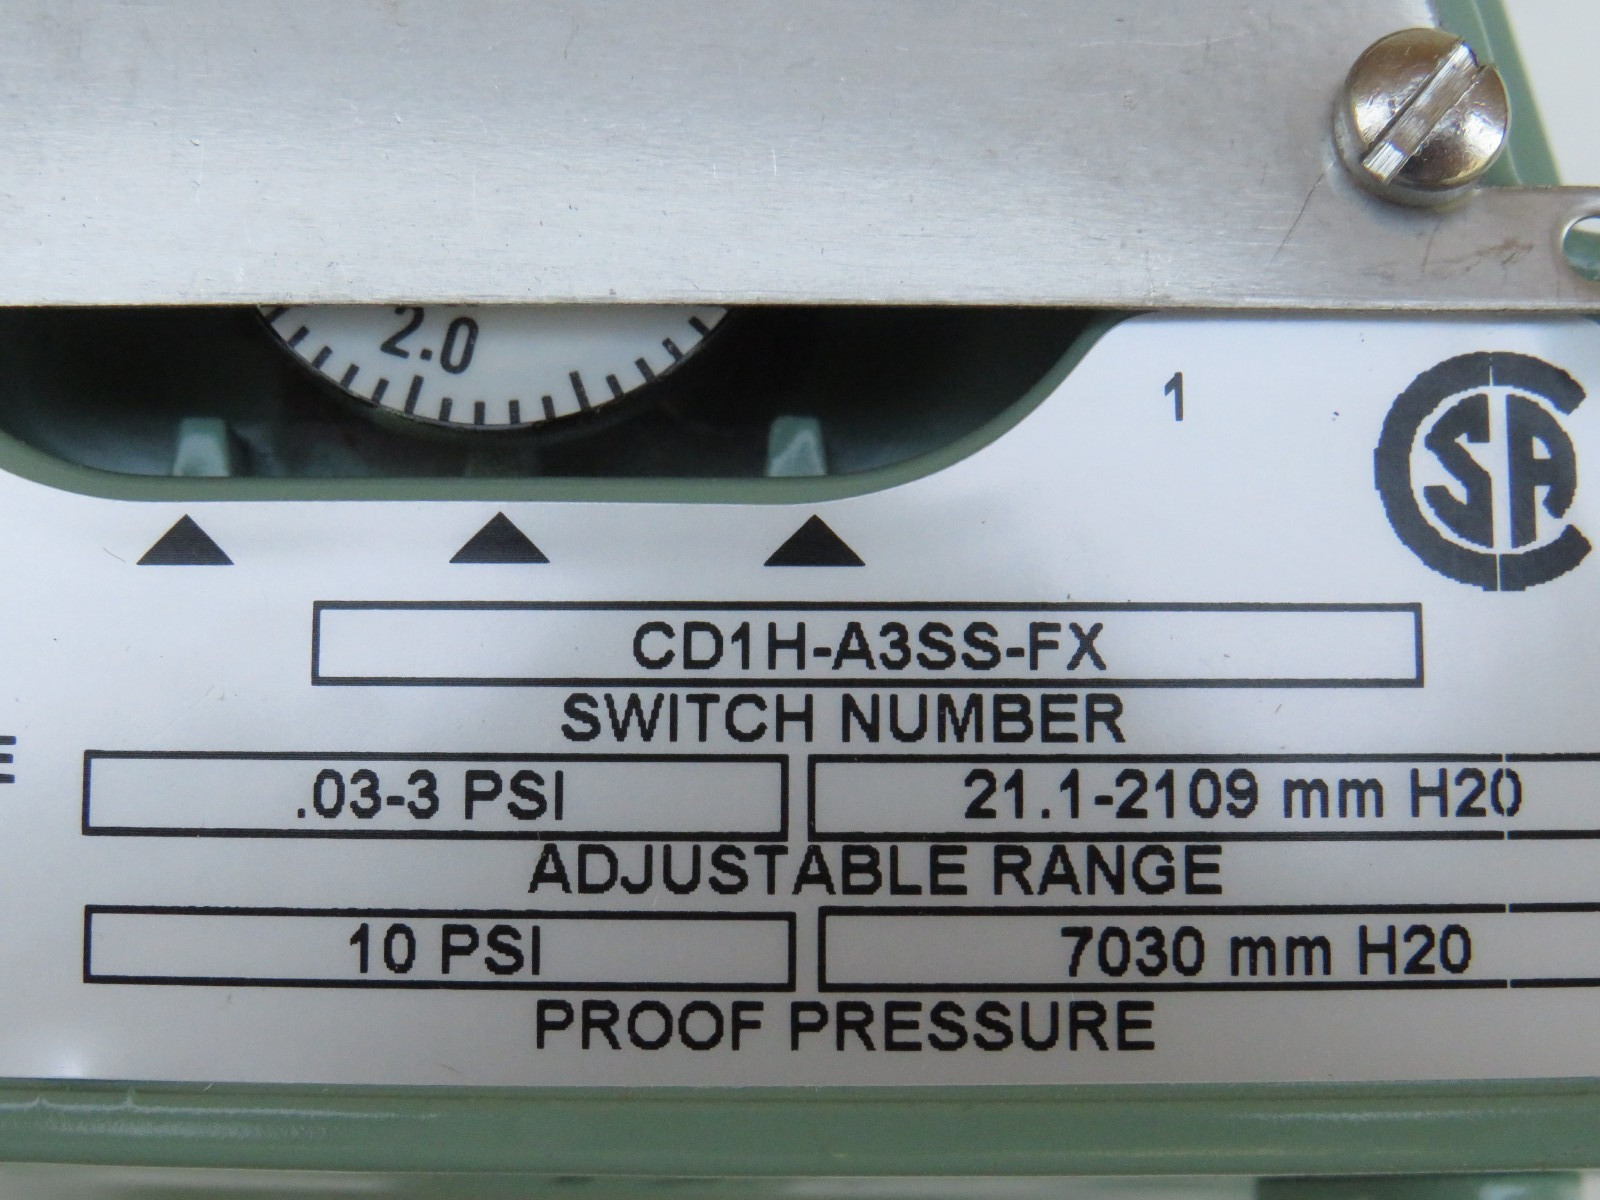 2.0
1
CSA
CD1H-A3SS-FX
SWITCH NUMBER
E
.03-3 PSI 21.1-2109 mm H20
ADJUSTABLE RANGE
10 PSI 7030 mm H20
PROOF PRESSURE